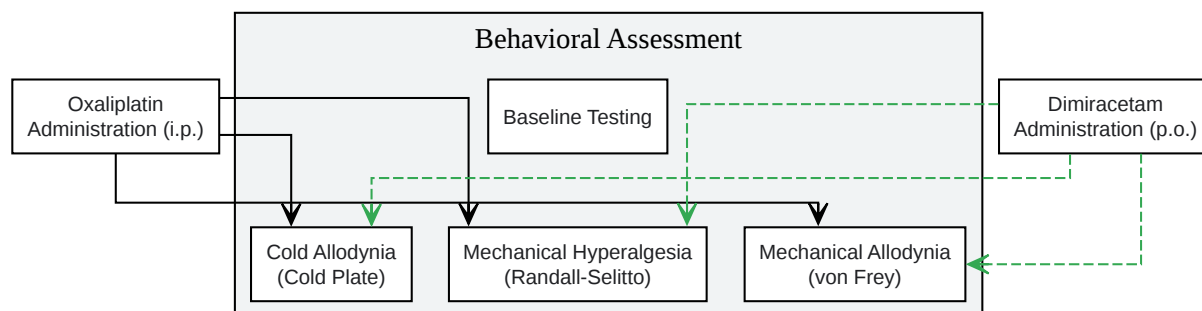 Behavioral Assessment
Oxaliplatin
Administration (i.p.)
Baseline Testing
Dimiracetam
Administration (p.o.)
Cold Allodynia
(Cold Plate)
Mechanical Hyperalgesia
(Randall-Selitto)
Mechanical Allodynia
(von Frey)